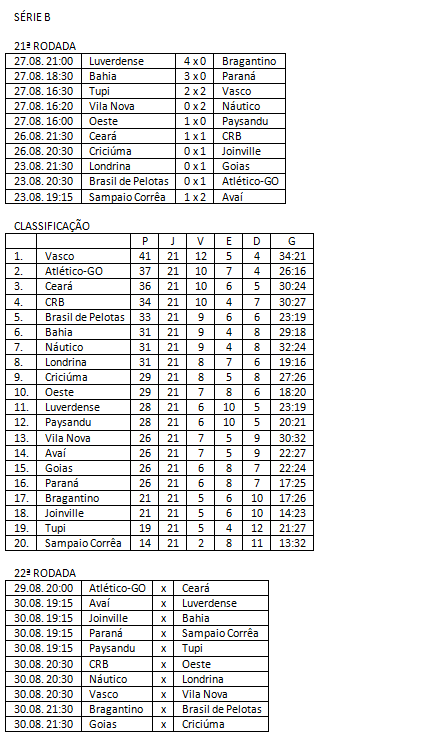 SÉRIE B
21ª RODADA
27.08. 21:00 Luverdense 4 x 0 Bragantino
27.08. 18:30 Bahia 3 x 0 Paraná
27.08. 16:30 Tupi 2 x 2 Vasco
27.08. 16:20 Vila Nova 0 x 2 Náutico
27.08. 16:00 Oeste 1 x 0 Paysandu
26.08. 21:30 Ceará 1 x 1 CRB
26.08. 20:30 Criciúma 0 x 1 Joinville
23.08. 21:30 Londrina 0 x 1 Goias
23.08. 20:30 Brasil de Pelotas 0 x 1 Atlético-GO
23.08. 19:15 Sampaio Corrêa 1 x 2 Avaí
CLASSIFICAÇÃO
P J V E D G
1. Vasco 41 21 12 5 4 34:21
2. Atlético-GO 37 21 10 7 4 26:16
3. Ceará 36 21 10 6 5 30:24
4. CRB 34 21 10 4 7 30:27
5. Brasil de Pelotas 33 21 9 6 6 23:19
6. Bahia 31 21 9 4 8 29:18
7. Náutico 31 21 9 4 8 32:24
8. Londrina 31 21 8 7 6 19:16
9. Criciúma 29 21 8 5 8 27:26
10. Oeste 29 21 7 8 6 18:20
11. Luverdense 28 21 6 10 5 23:19
12. Paysandu 28 21 6 10 5 20:21
13. Vila Nova 26 21 7 5 9 30:32
14. Avaí 26 21 7 5 9 22:27
15. Goias 26 21 6 8 7 22:24
16. Paraná 26 21 6 8 7 17:25
17. Bragantino 21 21 5 6 10 17:26
18. Joinville 21 21 5 6 10 14:23
19. Tupi 19 21 5 4 12 21:27
20. Sampaio Corrêa 14 21 2 8 11 13:32
22ª RODADA
29.08. 20:00 Atlético-GO x Ceará
30.08. 19:15 Avaí x Luverdense
30.08. 19:15 Joinville x Bahia
30.08. 19:15 Paraná x Sampaio Corrêa
30.08. 19:15 Paysandu x Tupi
30.08. 20:30 CRB x Oeste
30.08. 20:30 Náutico x Londrina
30.08. 20:30 Vasco x Vila Nova
30.08. 21:30 Bragantino x Brasil de Pelotas
30.08. 21:30 Goias x Criciúma